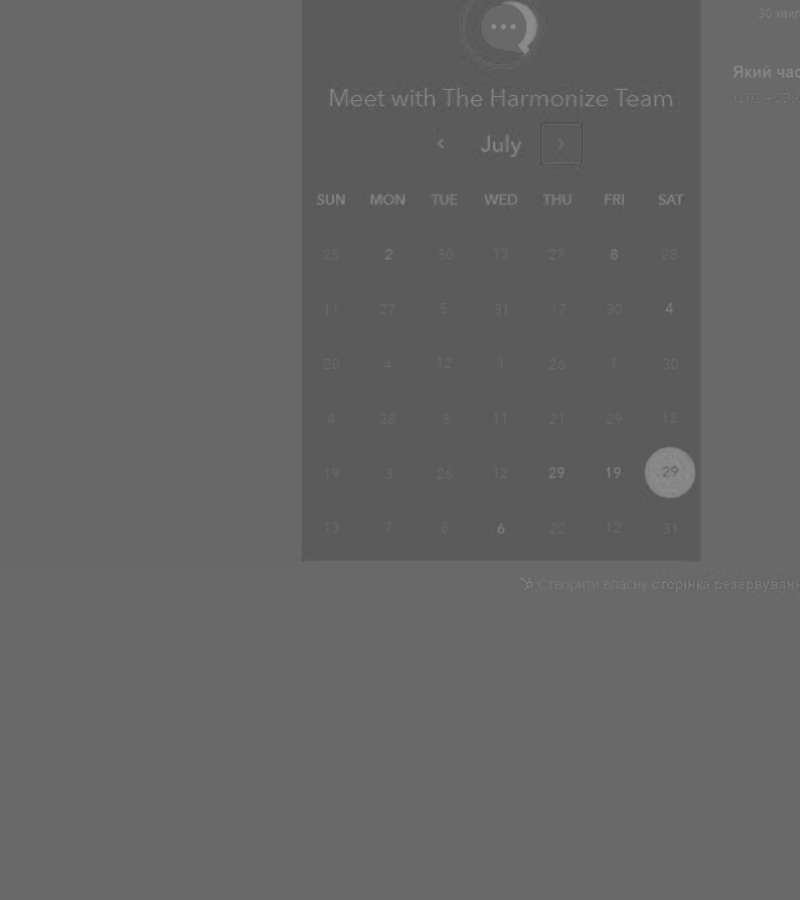 30 хвил
Meet with The Harmonize Team
Який час
UTC +02:0
July
SUN MON TUE WED THU FRI SAT
25 2 30 13 27 8 28
11 27 5 31 17 30 4
28 4 12 1 26 1 30
4 28 3 11 21 29 12
19 3 26 12 29 19 29
13 7 8 6 22 12 31
Створити власну сторінка резервуванн